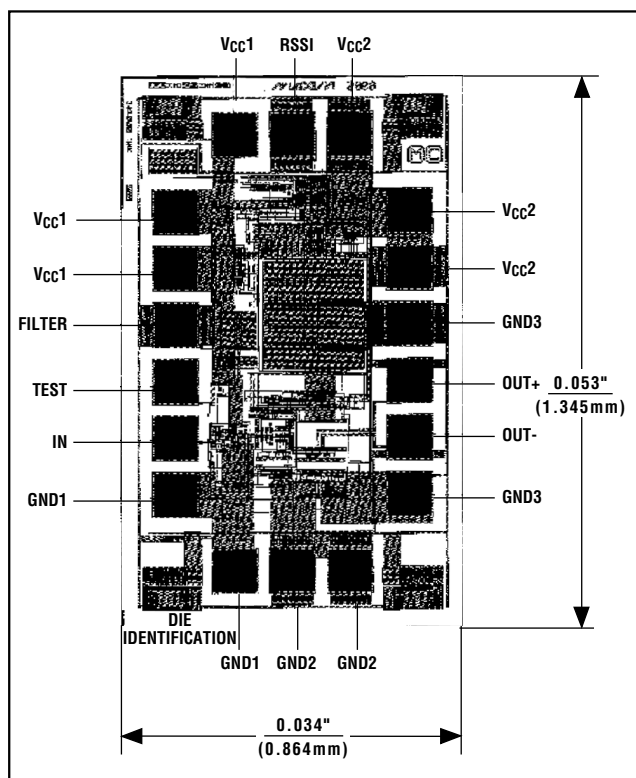 VCC1 RSSI VCC2
VCC1
VCC2
VCC1
VCC2
FILTER
GND3
TEST
OUT+
0.053"
(1.345mm)
IN
OUT-
GND1
GND3
DIE
IDENTIFICATION
GND1 GND2 GND2
0.034"
(0.864mm)